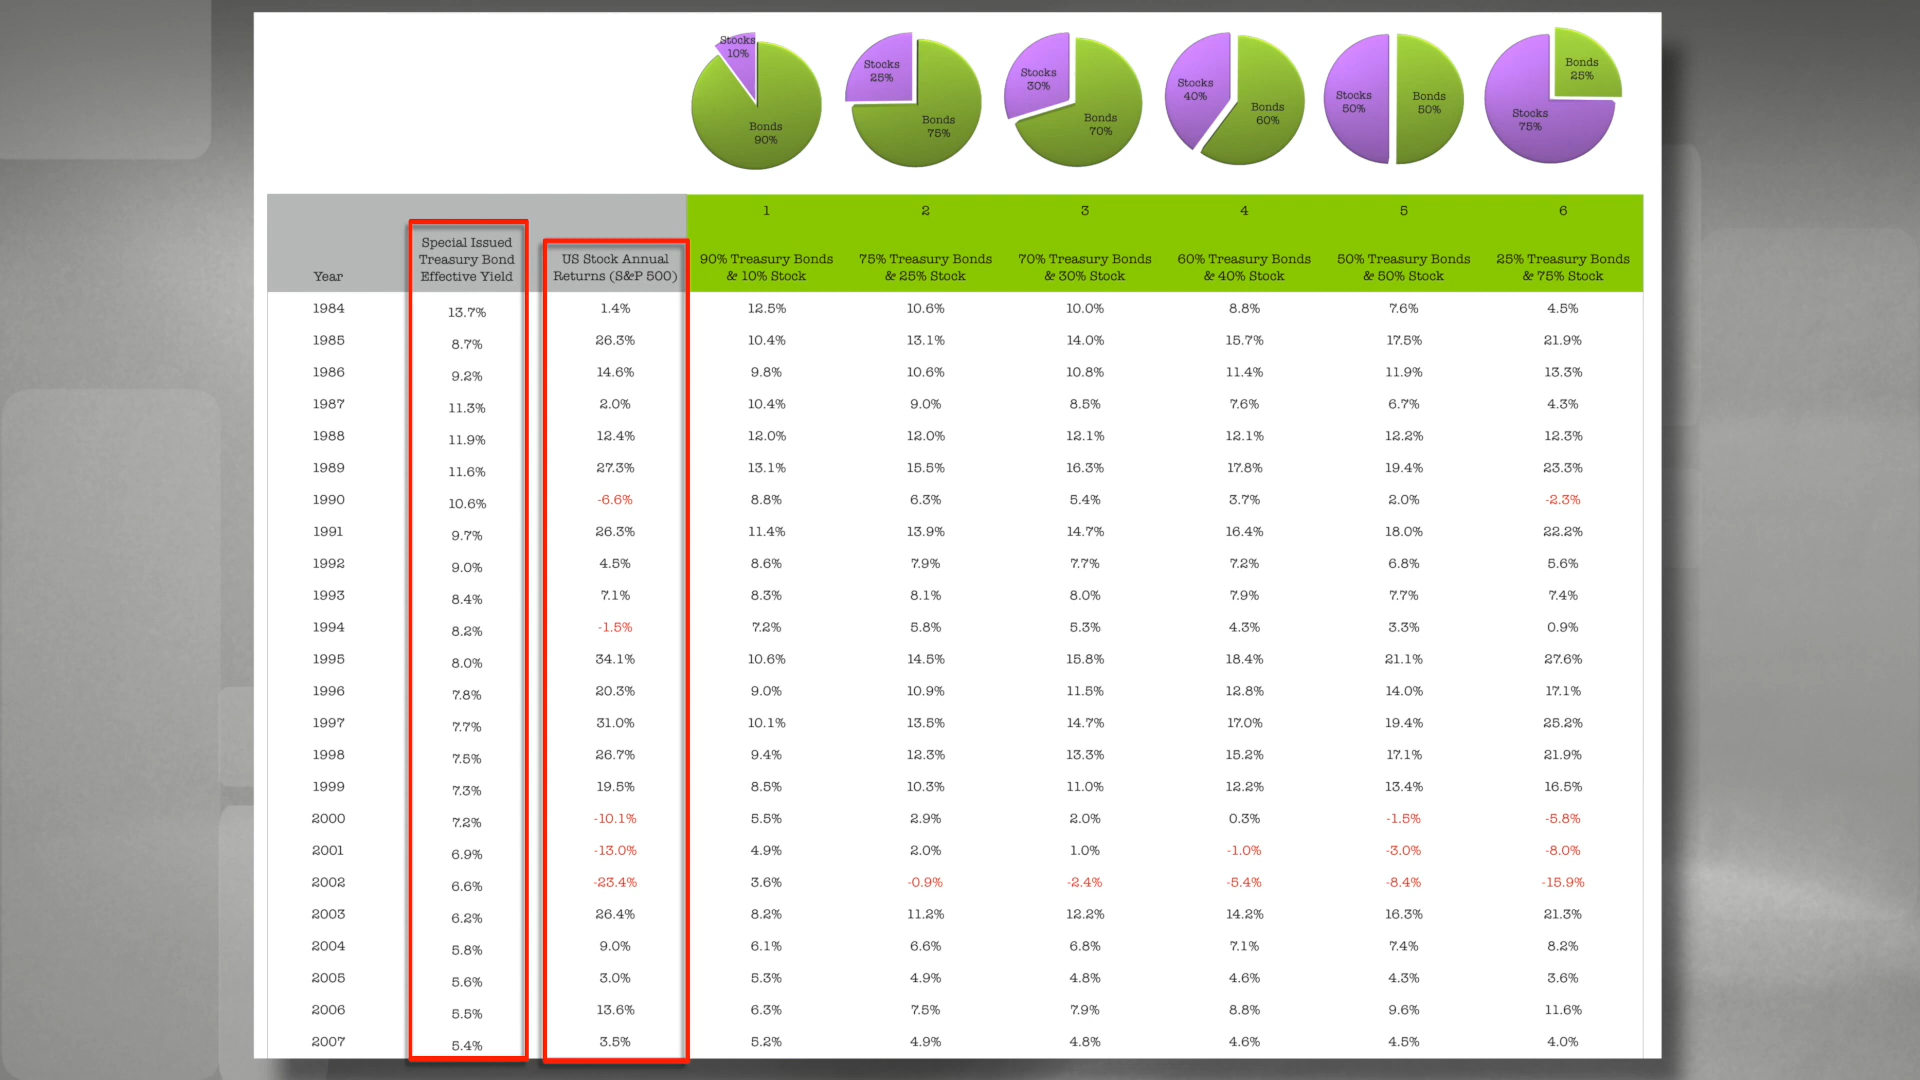 Stocks
10%
Bonds
90%
Stocks
25%
Bonds
75%
Stocks
30%
Bonds
70%
Stocks
40%
Bonds
60%
Stocks
50%
Bonds
50%
Bonds
25%
Stocks
75%
1 2 3 4 5 6
Special Issued
Treasury Bond
Effective Yield
US Stock Annual
Returns (S&P 500)
90% Treasury Bonds
& 10% Stock
75% Treasury Bonds
& 25% Stock
70% Treasury Bonds
& 30% Stock
60% Treasury Bonds
& 40% Stock
50% Treasury Bonds
& 50% Stock
25% Treasury Bonds
& 75% Stock
Year
1984 13.7% 1.4% 12.5% 10.6% 10.0% 8.8% 7.6% 4.5%
1985 8.7% 26.3% 10.4% 13.1% 14.0% 15.7% 17.5% 21.9%
1986 9.2% 14.6% 9.8% 10.6% 10.8% 11.4% 11.9% 13.3%
1987 11.3% 2.0% 10.4% 9.0% 8.5% 7.6% 6.7% 4.3%
1988 11.9% 12.4% 12.0% 12.0% 12.1% 12.1% 12.2% 12.3%
1989 11.6% 27.3% 13.1% 15.5% 16.3% 17.8% 19.4% 23.3%
1990 10.6% -6.6% 8.8% 6.3% 5.4% 3.7% 2.0% -2.3%
1991 9.7% 26.3% 11.4% 13.9% 14.7% 16.4% 18.0% 22.2%
1992 9.0% 4.5% 8.6% 7.9% 7.7% 7.2% 6.8% 5.6%
1993 8.4% 7.1% 8.3% 8.1% 8.0% 7.9% 7.7% 7.4%
1994 8.2% -1.5% 7.2% 5.8% 5.3% 4.3% 3.3% 0.9%
1995 8.0% 34.1% 10.6% 14.5% 15.8% 18.4% 21.1% 27.6%
1996 7.8% 20.3% 9.0% 10.9% 11.5% 12.8% 14.0% 17.1%
1997 7.7% 31.0% 10.1% 13.5% 14.7% 17.0% 19.4% 25.2%
1998 7.5% 26.7% 9.4% 12.3% 13.3% 15.2% 17.1% 21.9%
1999 7.3% 19.5% 8.5% 10.3% 11.0% 12.2% 13.4% 16.5%
2000 7.2% -10.1% 5.5% 2.9% 2.0% 0.3% -1.5% -5.8%
2001 6.9% -13.0% 4.9% 2.0% 1.0% -1.0% -3.0% -8.0%
2002 6.6% -23.4% 3.6% -0.9% -2.4% -5.4% -8.4% -15.9%
2003 6.2% 26.4% 8.2% 11.2% 12.2% 14.2% 16.3% 21.3%
2004 5.8% 9.0% 6.1% 6.6% 6.8% 7.1% 7.4% 8.2%
2005 5.6% 3.0% 5.3% 4.9% 4.8% 4.6% 4.3% 3.6%
2006 5.5% 13.6% 6.3% 7.5% 7.9% 8.8% 9.6% 11.6%
2007 5.4% 3.5% 5.2% 4.9% 4.8% 4.6% 4.5% 4.0%